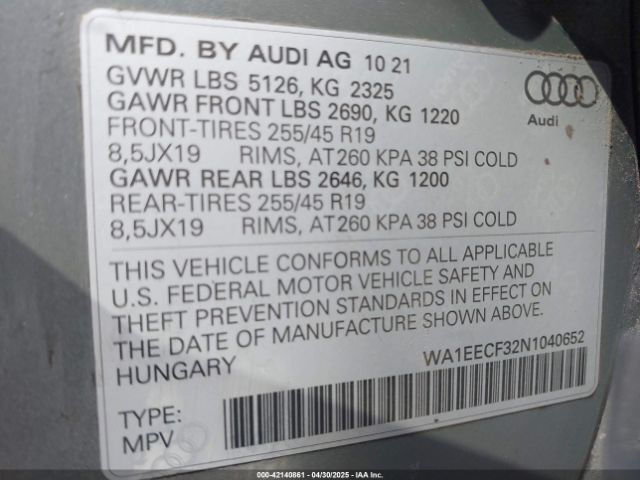 MFD. BY AUDI AG 10 21
GVWR LBS 5126, KG 2325
GAWR FRONT LBS 2690, KG 1220
FRONT-TIRES 255/45 R19
8,5JX19 RIMS, AT260 KPA 38 PSI COLD
GAWR REAR LBS 2646, KG 1200
REAR-TIRES 255/45 R19
8,5JX19 RIMS, AT260 KPA 38 PSI COLD
Audi
THIS VEHICLE CONFORMS TO ALL APPLICABLE
U.S. FEDERAL MOTOR VEHICLE SAFETY AND
THEFT PREVENTION STANDARDS IN EFFECT ON
THE DATE OF MANUFACTURE SHOWN ABOVE.
HUNGARY
WA1EECF32N1040652
TYPE:
MPV
000-42140861 - 04/30/2025 - IAA Inc.